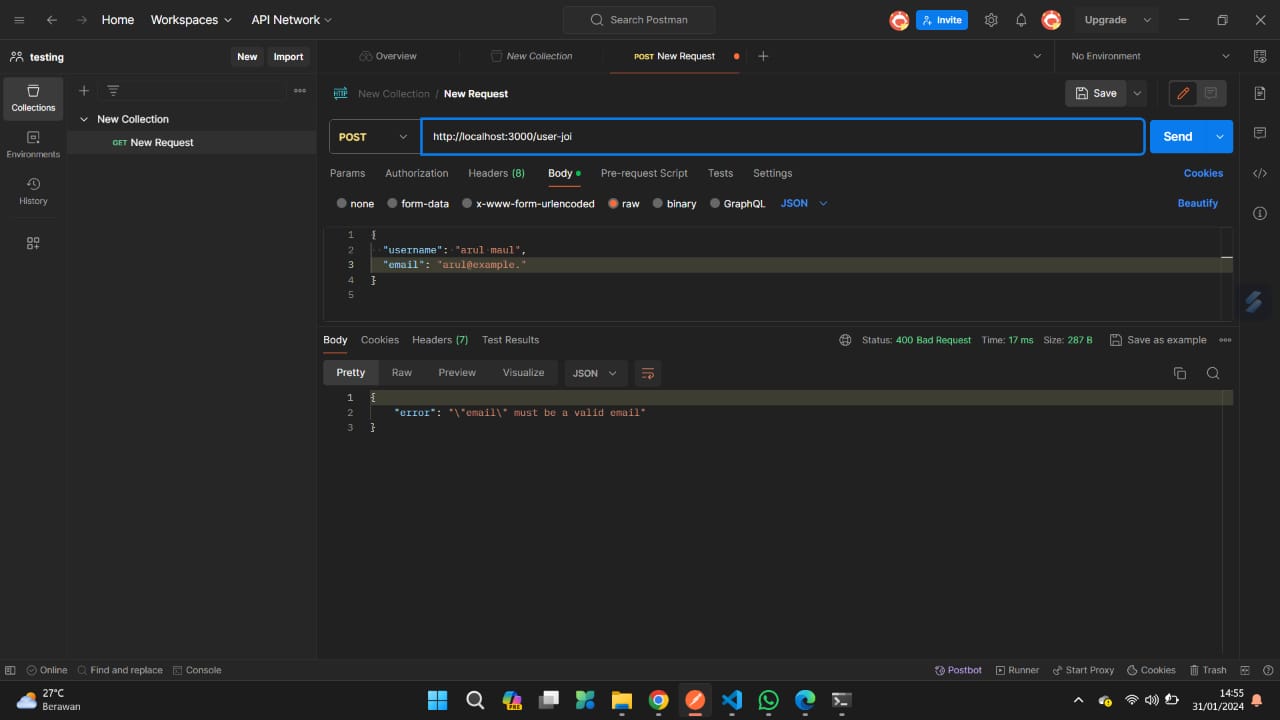 Home Workspaces API Network Search Postman Invite Upgrade
testing New Import Overview New Collection POST New Request No Environment
Collections
Environments
History
New Collection
GET New Request
New Collection / New Request Save
POST http://localhost:3000/user-joi Send
Params Authorization Headers (8) Body Pre-request Script Tests Settings Cookies
none form-data x-www-form-urlencoded raw binary GraphQL JSON Beautify
1 {
2 "username": "arul maul",
3 "email": "arul@example."
4 }
5
Body Cookies Headers (7) Test Results Status: 400 Bad Request Time: 17 ms Size: 287 B Save as example
Pretty Raw Preview Visualize JSON
1 {
2 "error": "\"email\" must be a valid email"
3 }
Online Find and replace Console Postbot Runner Start Proxy Cookies Trash
27°C
Berawan
PRE
14:55
31/01/2024